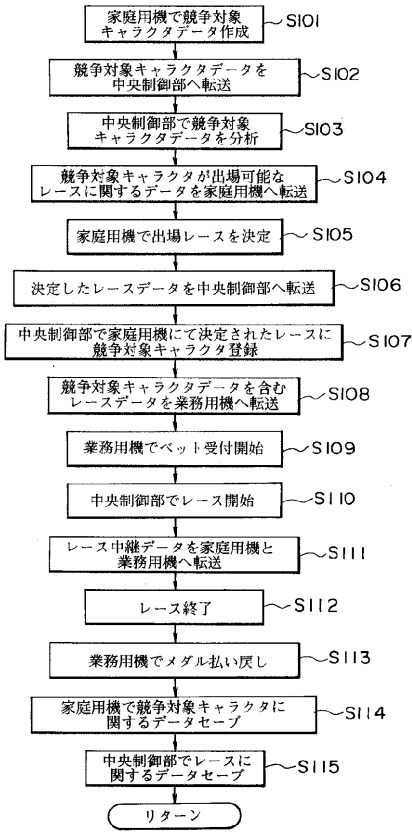 家庭用機で競争対象
キャラクタデータ作成
S101
競争対象キャラクタデータを
中央制御部へ転送
S102
中央制御部で競争対象
キャラクタデータを分析
S103
競争対象キャラクタが出場可能な
レースに関するデータを家庭用機へ転送
S104
家庭用機で出場レースを決定
S105
決定したレースデータを中央制御部へ転送
S106
中央制御部で家庭用機にて決定されたレースに
競争対象キャラクタ登録
S107
競争対象キャラクタデータを含む
レースデータを業務用機へ転送
S108
業務用機でベット受付開始
S109
中央制御部でレース開始
S110
レース中継データを家庭用機と
業務用機へ転送
S111
レース終了
S112
業務用機でメダル払い戻し
S113
家庭用機で競争対象キャラクタに
関するデータセーブ
S114
中央制御部でレースに
関するデータセーブ
S115
リターン